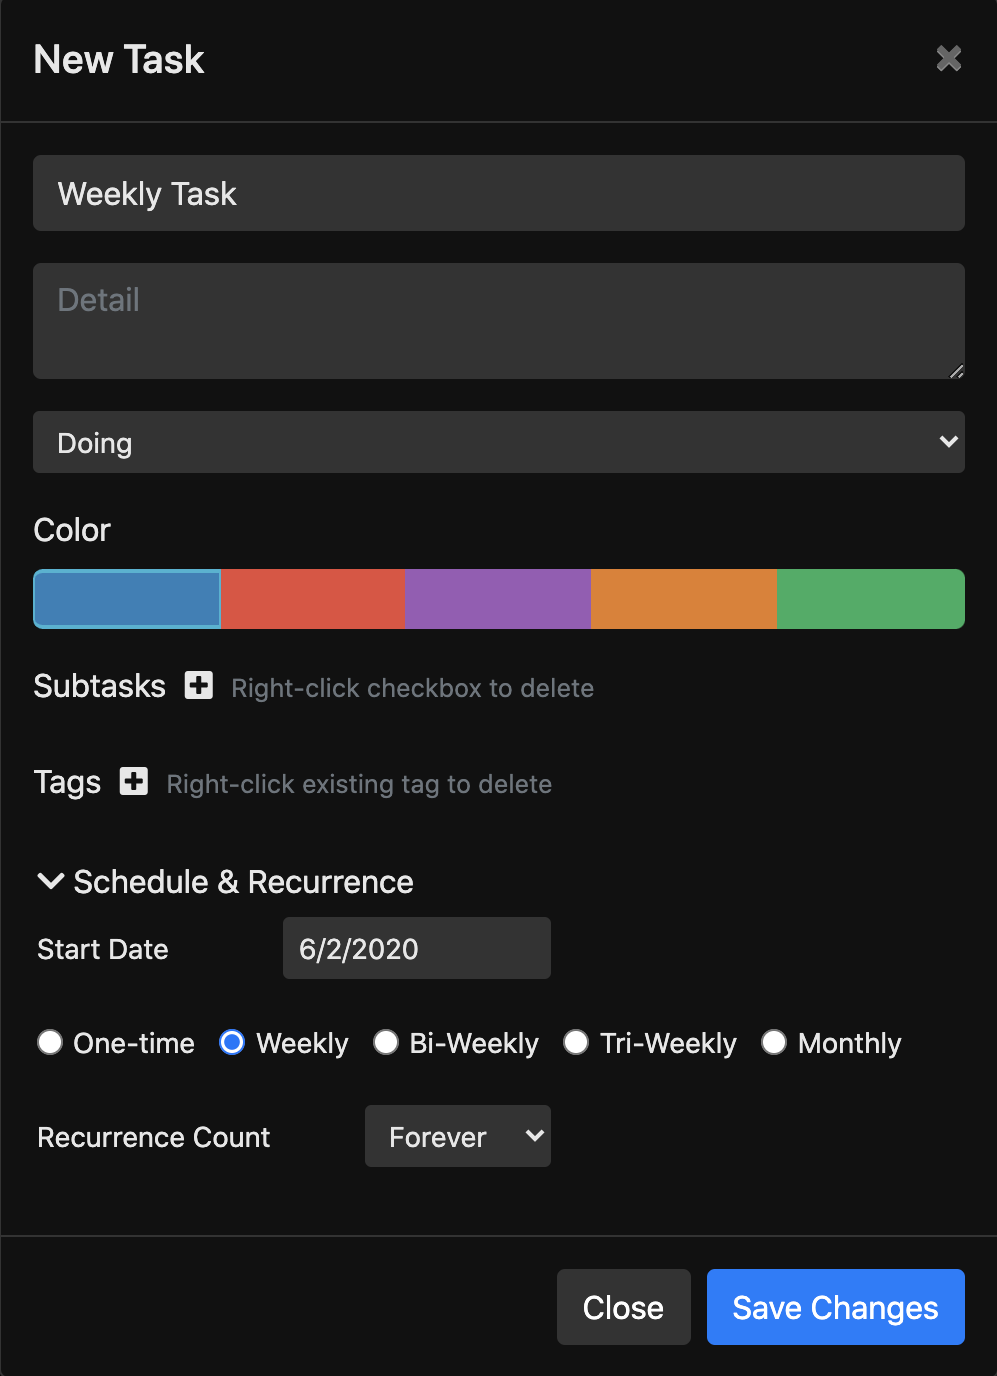 New Task
Weekly Task
Detail
Doing
Color
Subtasks Right-click checkbox to delete
Tags Right-click existing tag to delete
Schedule & Recurrence
Start Date 6/2/2020
One-time Weekly Bi-Weekly Tri-Weekly Monthly
Recurrence Count Forever
Close Save Changes